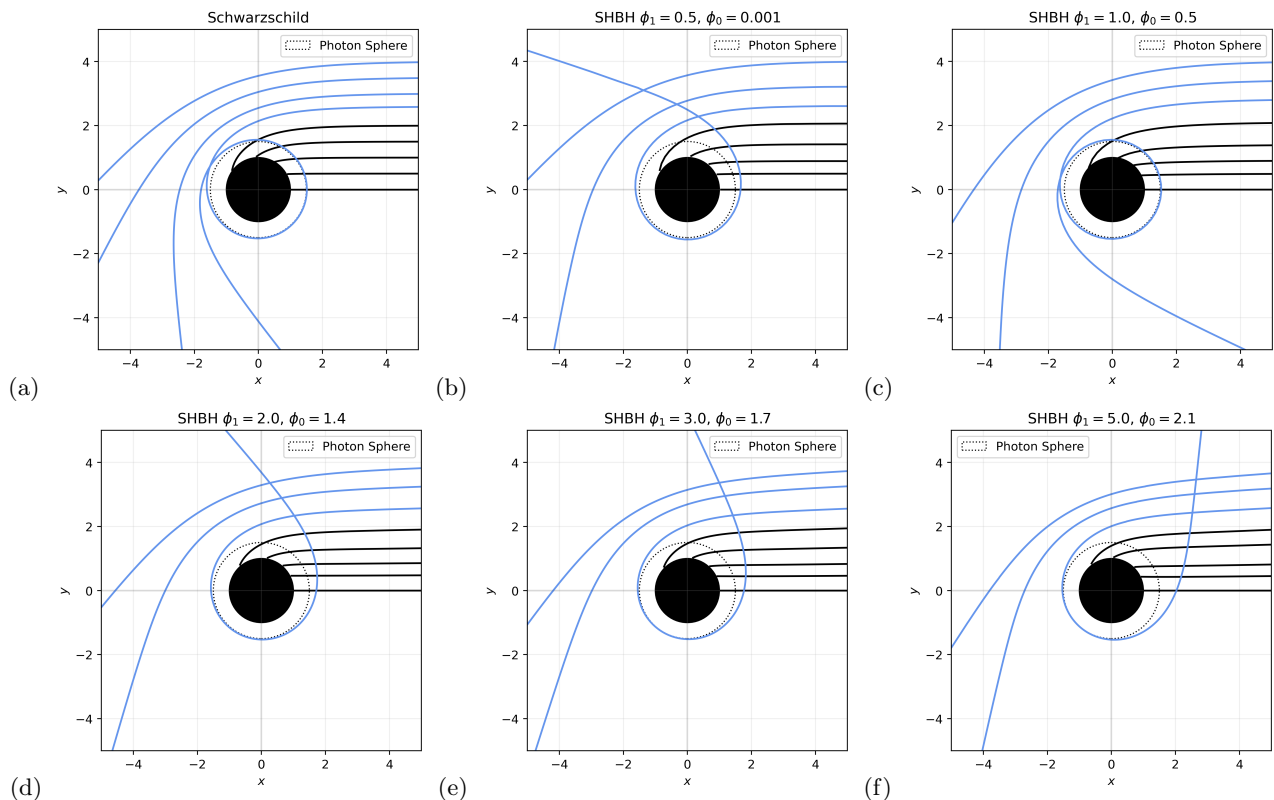 Schwarzschild
Photon Sphere
4
2
0
−2
−4
y
−4 −2 0 2 4
x
(a)
SHBH ϕ₁ = 0.5, ϕ₀ = 0.001
Photon Sphere
4
2
0
−2
−4
y
−4 −2 0 2 4
x
(b)
SHBH ϕ₁ = 1.0, ϕ₀ = 0.5
Photon Sphere
4
2
0
−2
−4
y
−4 −2 0 2 4
x
(c)
SHBH ϕ₁ = 2.0, ϕ₀ = 1.4
Photon Sphere
4
2
0
−2
−4
y
−4 −2 0 2 4
x
(d)
SHBH ϕ₁ = 3.0, ϕ₀ = 1.7
Photon Sphere
4
2
0
−2
−4
y
−4 −2 0 2 4
x
(e)
SHBH ϕ₁ = 5.0, ϕ₀ = 2.1
Photon Sphere
4
2
0
−2
−4
y
−4 −2 0 2 4
x
(f)